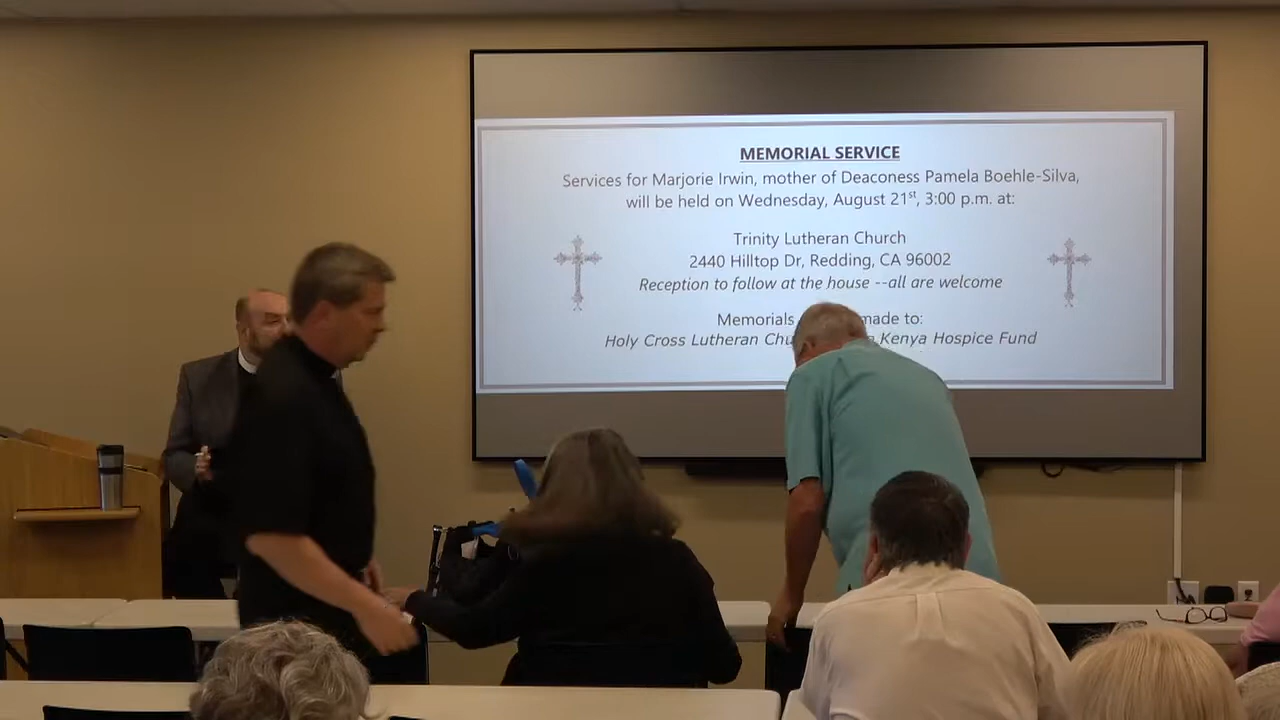 MEMORIAL SERVICE
Services for Marjorie Irwin, mother of Deaconess Pamela Boehle-Silva,
will be held on Wednesday, August 21st, 3:00 p.m. at:
Trinity Lutheran Church
2440 Hilltop Dr, Redding, CA 96002
Reception to follow at the house --all are welcome
Memorials made to:
Holy Cross Lutheran Kenya Hospice Fund